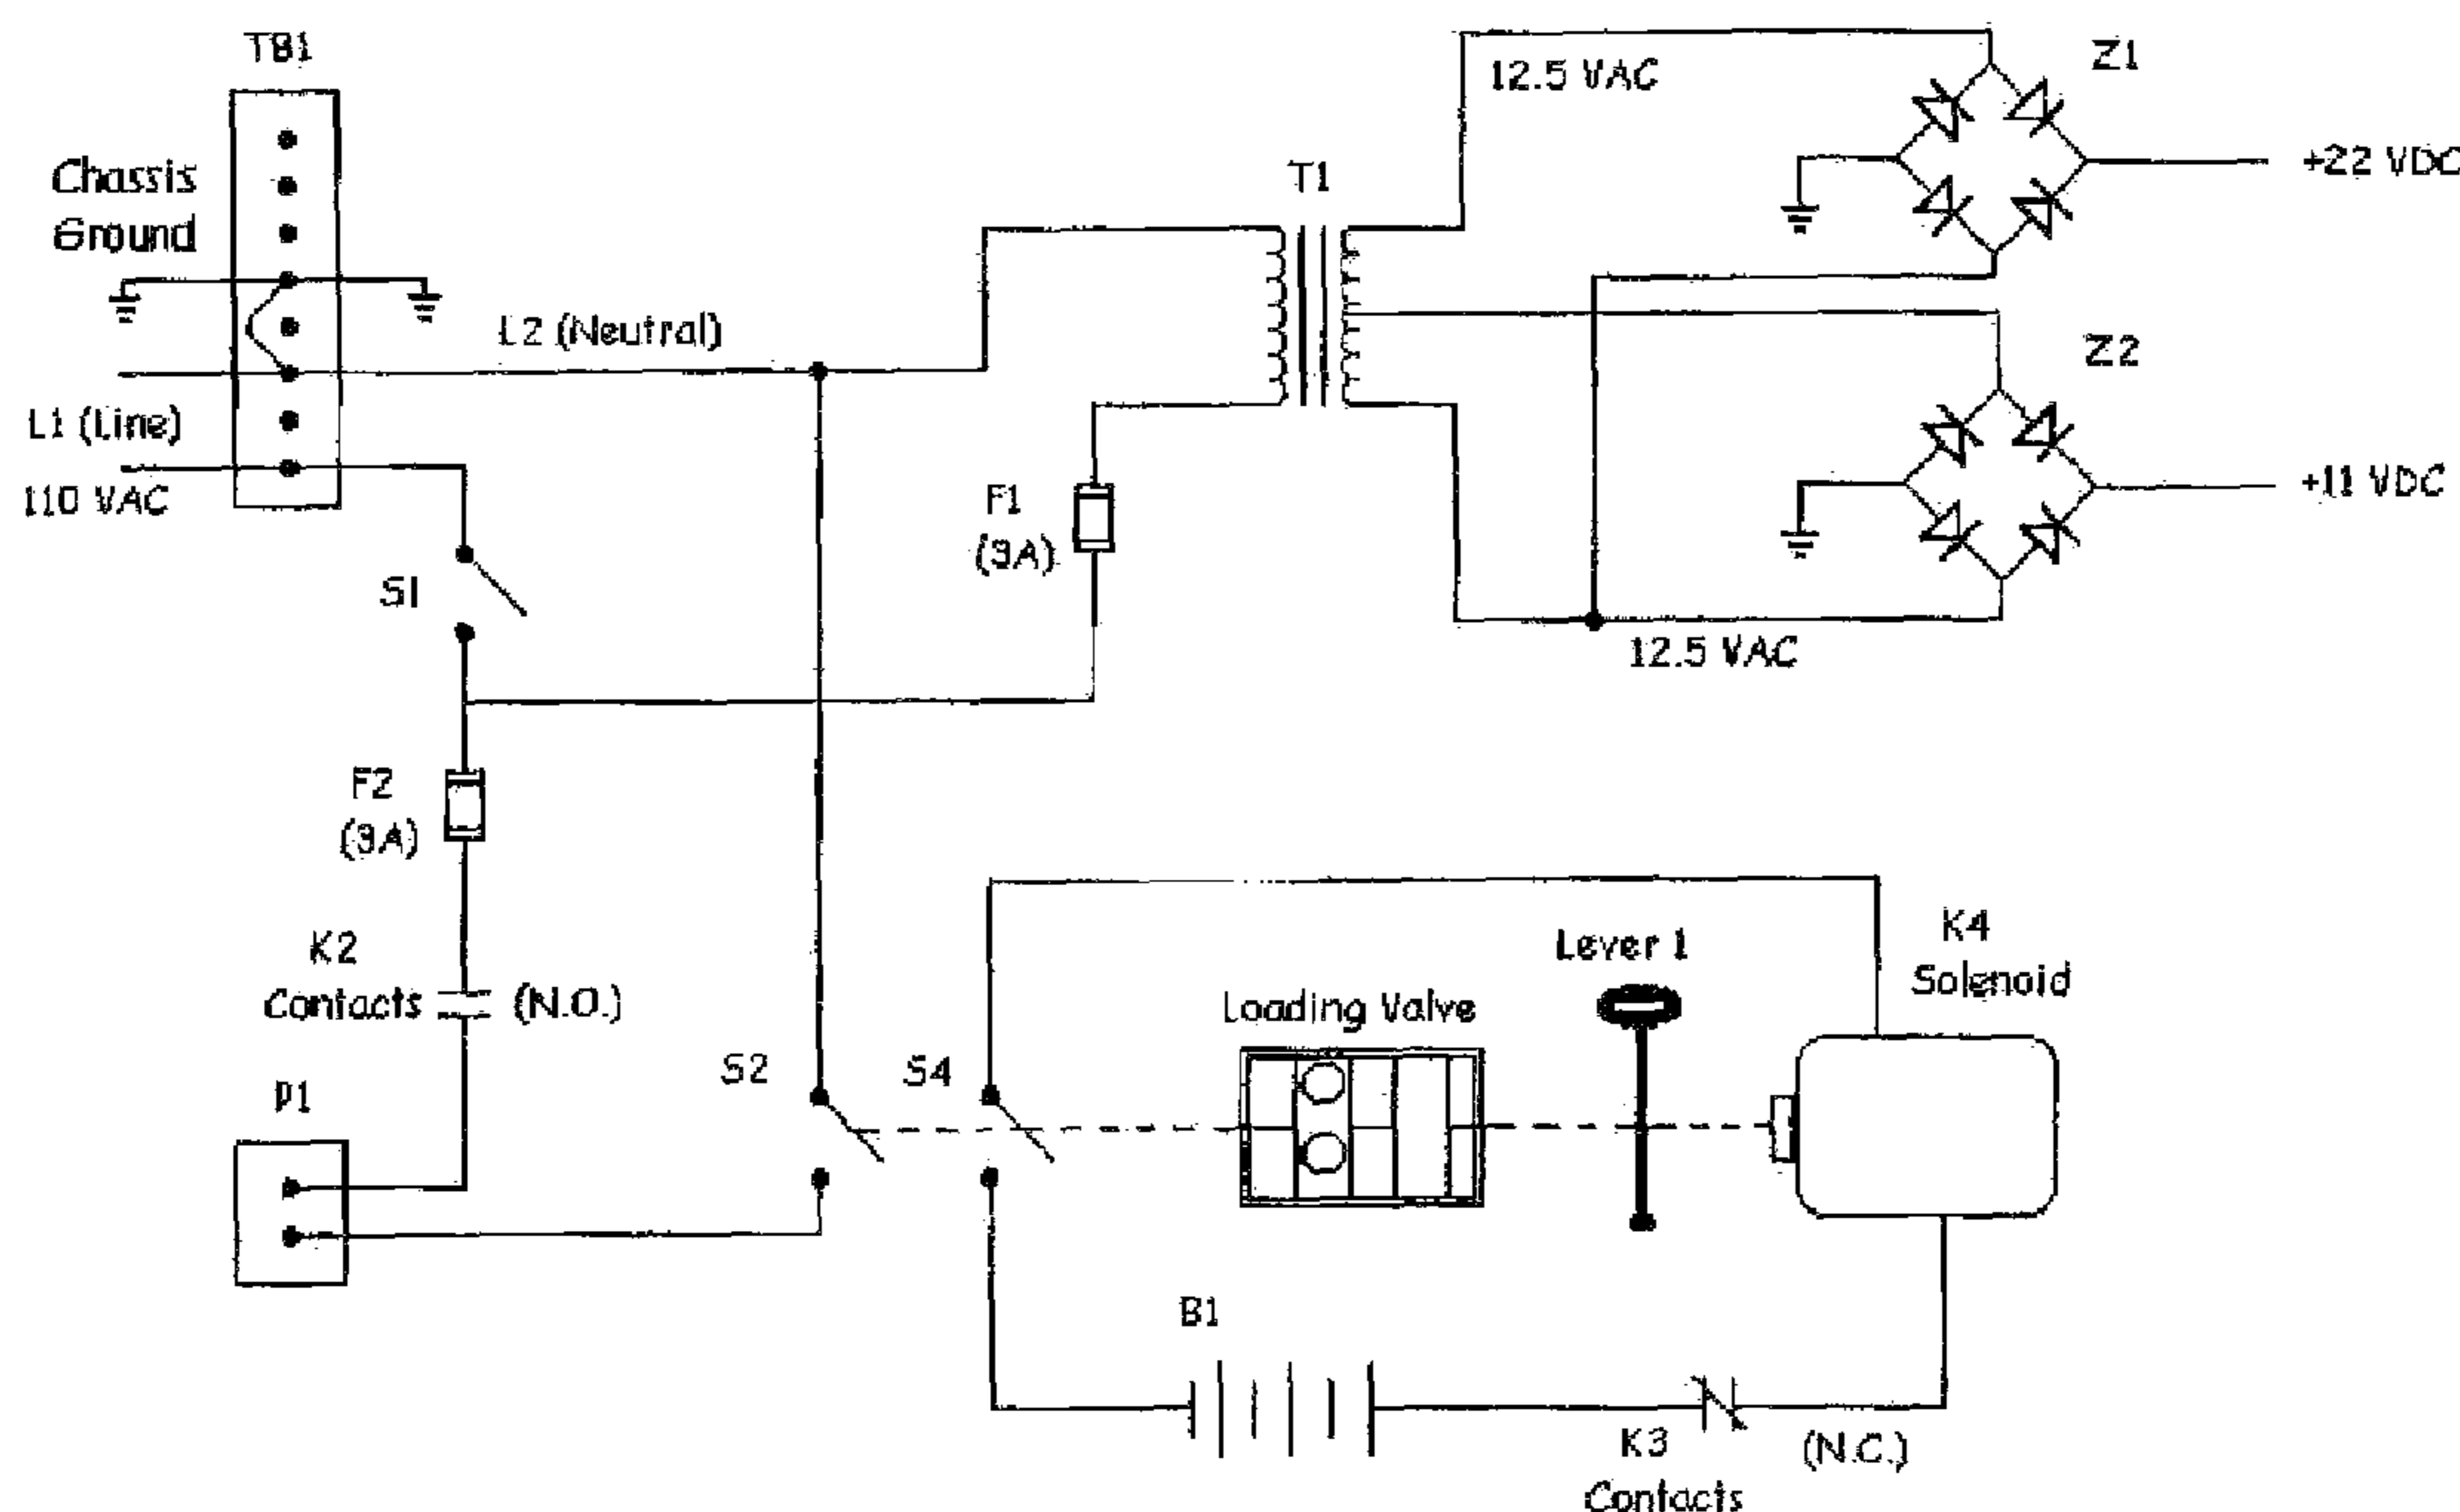 TB1
Chassis
Ground
L2 (Neutral)
L1 (Line)
110 VAC
S1
F1
(3A)
T1
12.5 VAC
Z1
+22 VDC
Z2
+11 VDC
12.5 VAC
F2
(3A)
K2
Contacts
(N.O.)
P1
S2
S4
Loading Valve
Lever 1
K4
Solenoid
B1
K3
Contacts
(N.C.)